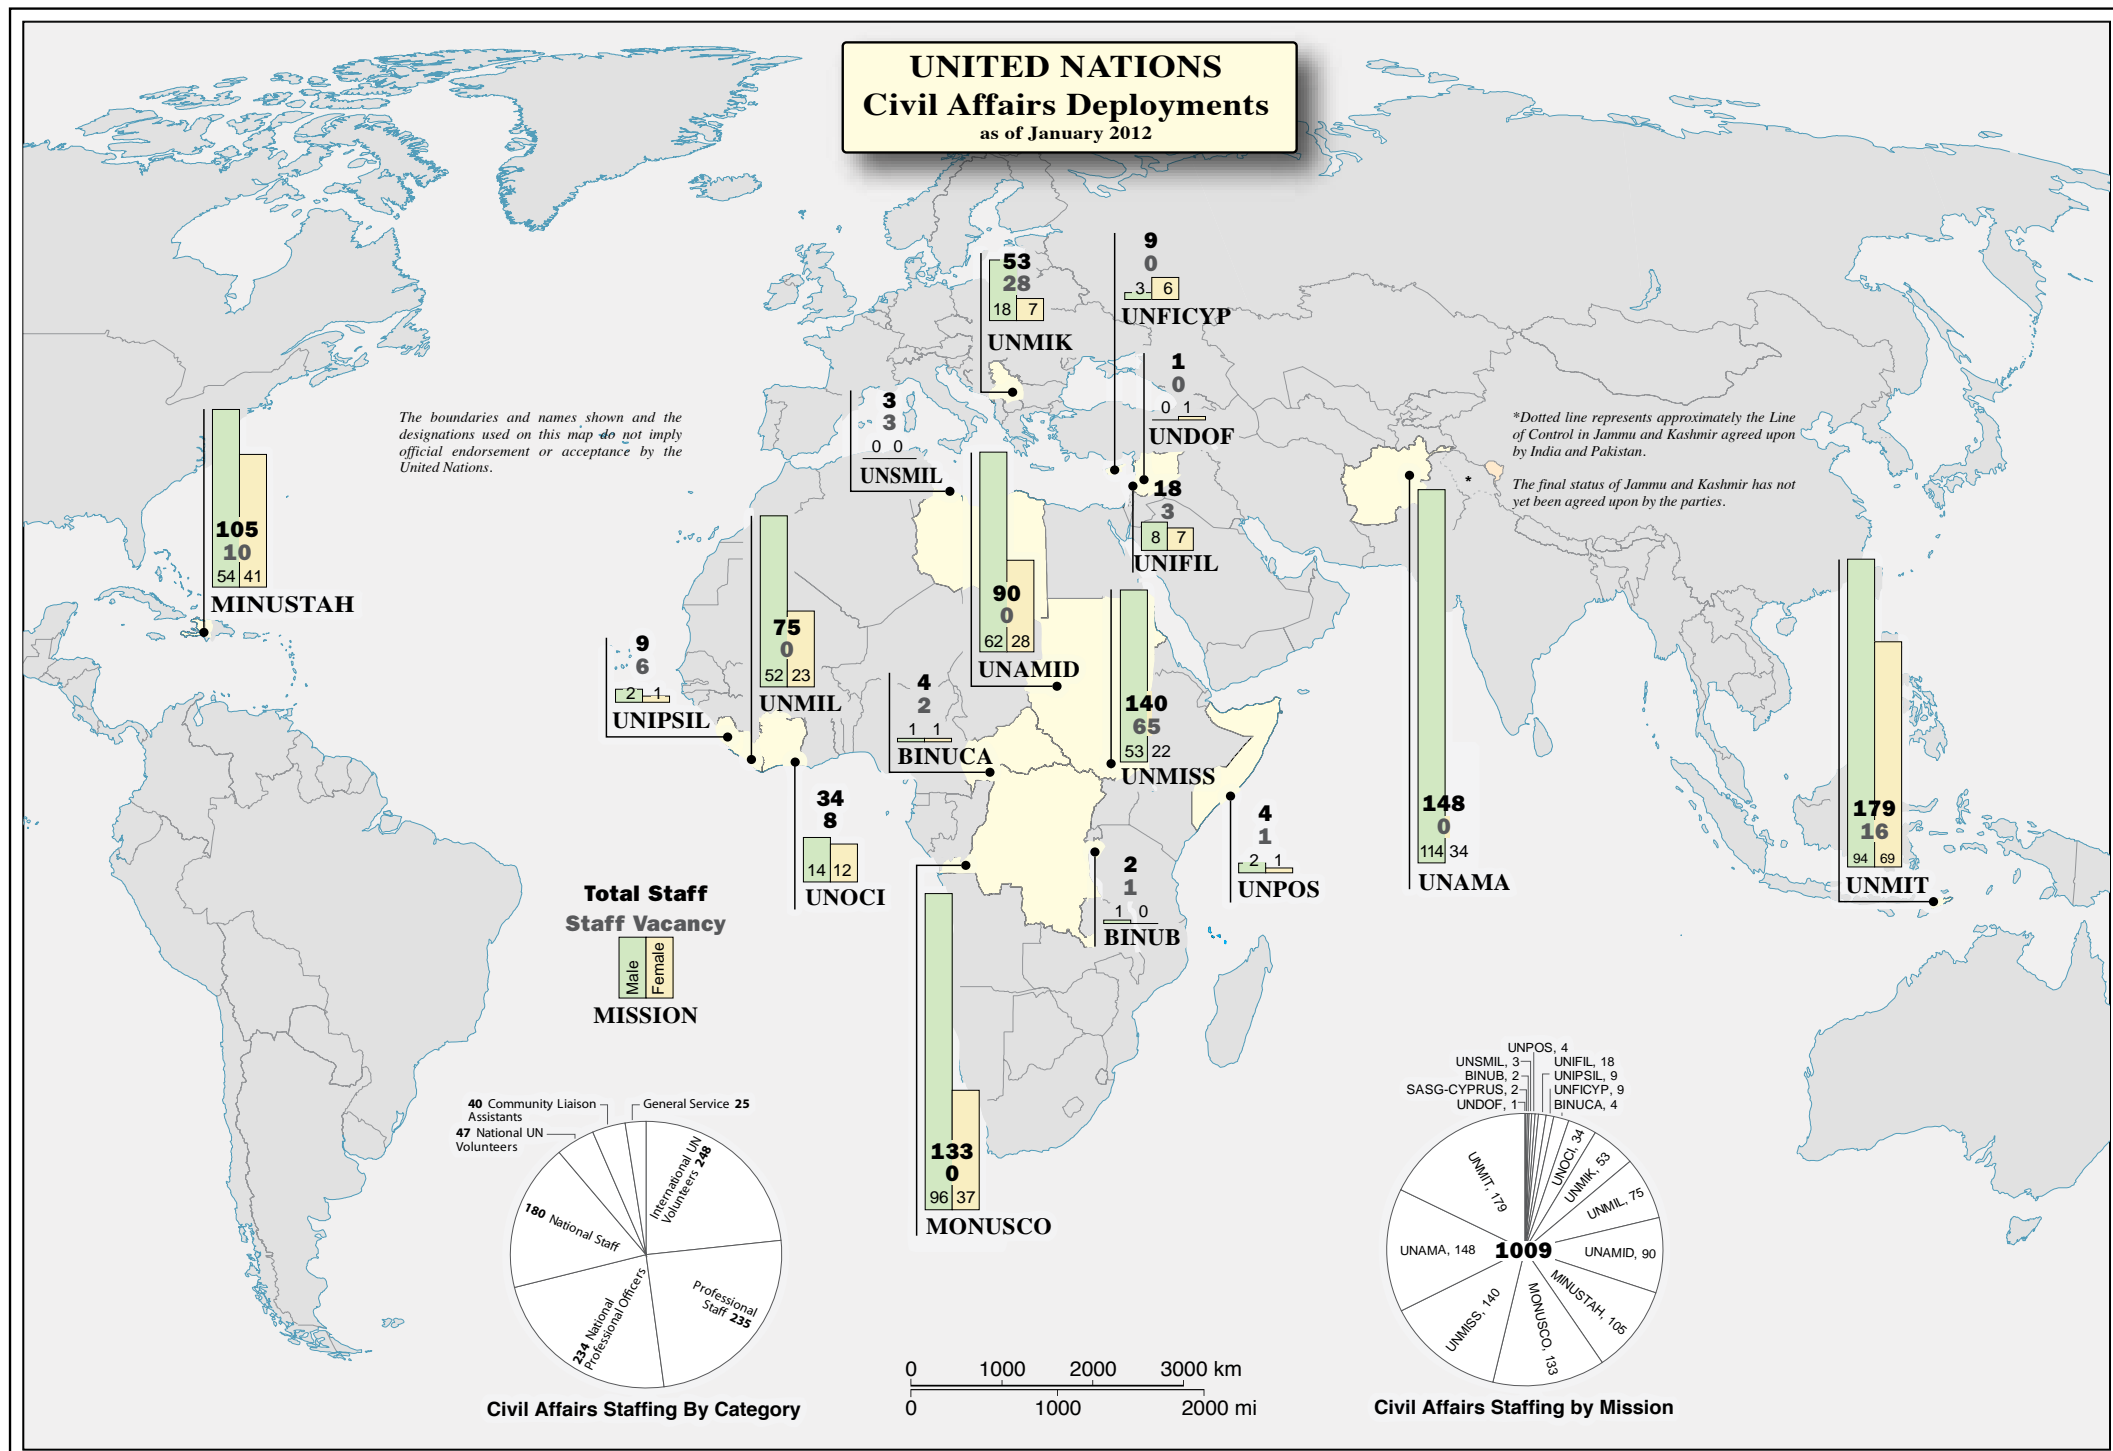 UNITED NATIONS
Civil Affairs Deployments
as of January 2012
The boundaries and names shown and the
designations used on this map do not imply
official endorsement or acceptance by the
United Nations.
*Dotted line represents approximately the Line
of Control in Jammu and Kashmir agreed upon
by India and Pakistan.
The final status of Jammu and Kashmir has not
yet been agreed upon by the parties.
*
53
28
18 7
UNMIK
9
0
3 6
UNFICYP
1
0
0 1
UNDOF
3
3
0 0
UNSMIL
18
3
8 7
UNIFIL
105
10
54 41
MINUSTAH
75
0
52 23
UNMIL
90
0
62 28
UNAMID
9
6
2 1
UNIPSIL
4
2
1 1
BINUCA
140
65
53 22
UNMISS
34
8
14 12
UNOCI
4
1
2 1
UNPOS
2
1
1 0
BINUB
148
0
114 34
UNAMA
179
16
94 69
UNMIT
133
0
96 37
MONUSCO
Total Staff
Staff Vacancy
Male
Female
MISSION
40 Community Liaison
Assistants
47 National UN
Volunteers
General Service 25
International UN
Volunteers 248
Professional
Staff 235
234 National
Professional Officers
180 National Staff
Civil Affairs Staffing By Category
0 1000 2000 3000 km
0 1000 2000 mi
UNPOS, 4
UNSMIL, 3
UNIFIL, 18
BINUB, 2
UNIPSIL, 9
SASG-CYPRUS, 2
UNFICYP, 9
UNDOF, 1
BINUCA, 4
UNOCI, 34
UNMIK, 53
UNMIL, 75
UNAMID, 90
MINUSTAH, 105
MONUSCO, 133
UNMISS, 140
UNAMA, 148
UNMIT, 179
1009
Civil Affairs Staffing by Mission